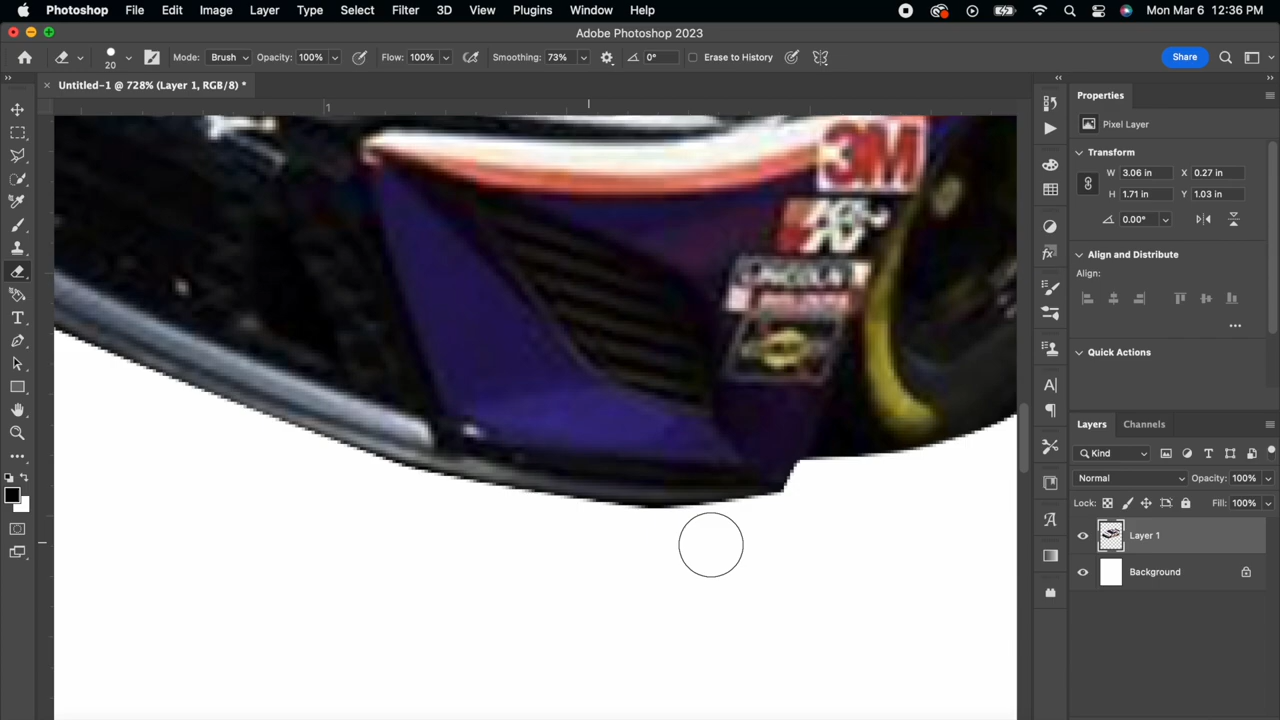 Photoshop File Edit Image Layer Type Select Filter 3D View Plugins Window Help Mon Mar 6 12:36 PM
Adobe Photoshop 2023
20 Mode: Brush Opacity: 100% Flow: 100% Smoothing: 73% 0° Erase to History Share
Untitled-1 @ 728% (Layer 1, RGB/8) *
1
Properties
Pixel Layer
Transform
W 3.06 in X 0.27 in
H 1.71 in Y 1.03 in
0.00°
Align and Distribute
Align:
Quick Actions
Layers Channels
Kind
Normal Opacity: 100%
Lock: Fill: 100%
Layer 1
Background
3M
K&N
LINCOLN